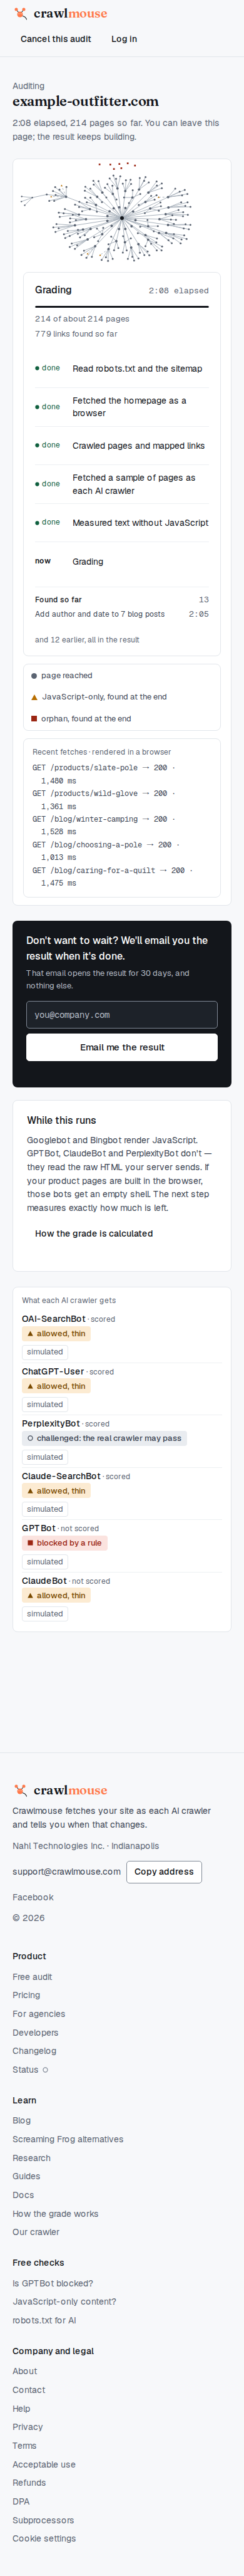 crawlmouse
Cancel this audit
Log in
Auditing
example-outfitter.com
2:08 elapsed, 214 pages so far. You can leave this
page; the result keeps building.
Grading
2:08 elapsed
214 of about 214 pages
779 links found so far
done
Read robots.txt and the sitemap
done
Fetched the homepage as a
browser
done
Crawled pages and mapped links
done
Fetched a sample of pages as
each AI crawler
done
Measured text without JavaScript
now
Grading
Found so far
13
Add author and date to 7 blog posts
2:05
and 12 earlier, all in the result
page reached
JavaScript-only, found at the end
orphan, found at the end
Recent fetches · rendered in a browser
GET /products/slate-pole → 200 ·
1,480 ms
GET /products/wild-glove → 200 ·
1,361 ms
GET /blog/winter-camping → 200 ·
1,528 ms
GET /blog/choosing-a-pole → 200 ·
1,013 ms
GET /blog/caring-for-a-quilt → 200 ·
1,475 ms
Don't want to wait? We'll email you the
result when it's done.
That email opens the result for 30 days, and
nothing else.
you@company.com
Email me the result
While this runs
Googlebot and Bingbot render JavaScript.
GPTBot, ClaudeBot and PerplexityBot don't —
they read the raw HTML your server sends. If
your product pages are built in the browser,
those bots get an empty shell. The next step
measures exactly how much is left.
How the grade is calculated
What each AI crawler gets
OAI-SearchBot · scored
allowed, thin
simulated
ChatGPT-User · scored
allowed, thin
simulated
PerplexityBot · scored
challenged: the real crawler may pass
simulated
Claude-SearchBot · scored
allowed, thin
simulated
GPTBot · not scored
blocked by a rule
simulated
ClaudeBot · not scored
allowed, thin
simulated
crawlmouse
Crawlmouse fetches your site as each AI crawler
and tells you when that changes.
Nahl Technologies Inc. · Indianapolis
support@crawlmouse.com
Copy address
Facebook
© 2026
Product
Free audit
Pricing
For agencies
Developers
Changelog
Status
Learn
Blog
Screaming Frog alternatives
Research
Guides
Docs
How the grade works
Our crawler
Free checks
Is GPTBot blocked?
JavaScript-only content?
robots.txt for AI
Company and legal
About
Contact
Help
Privacy
Terms
Acceptable use
Refunds
DPA
Subprocessors
Cookie settings